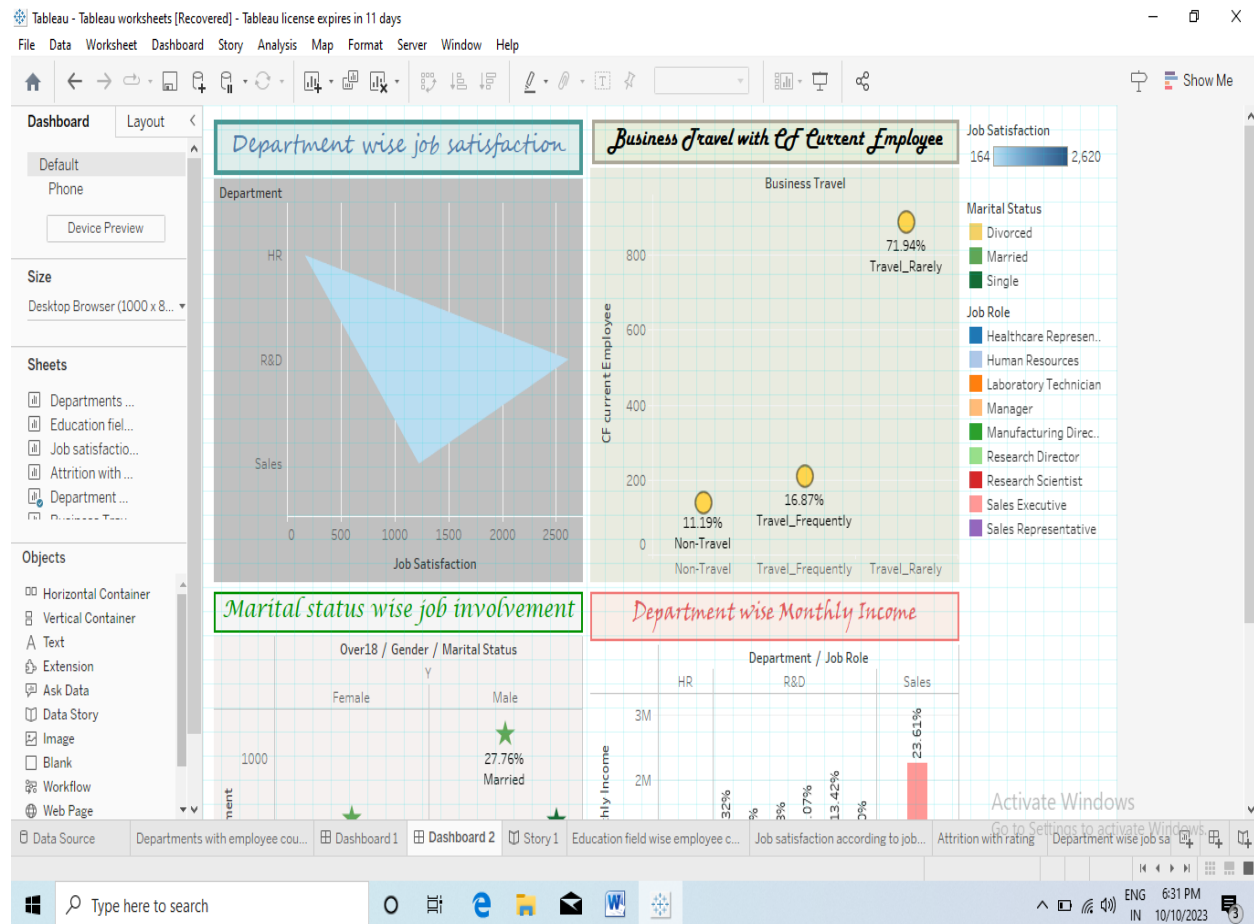 Tableau - Tableau worksheets [Recovered] - Tableau license expires in 11 days
File Data Worksheet Dashboard Story Analysis Map Format Server Window Help
Show Me
Dashboard Layout
Default
Phone
Device Preview
Size
Desktop Browser (1000 x 8...
Sheets
Departments ...
Education fiel...
Job satisfactio...
Attrition with ...
Department ...
Objects
Horizontal Container
Vertical Container
A Text
Extension
Ask Data
Data Story
Image
Blank
Workflow
Web Page
Department wise job satisfaction
Department
HR
R&D
Sales
0 500 1000 1500 2000 2500
Job Satisfaction
Business Travel with CF Current Employee
Business Travel
CF current Employee
800
600
400
200
0
71.94%
Travel_Rarely
16.87%
Travel_Frequently
11.19%
Non-Travel
Non-Travel Travel_Frequently Travel_Rarely
Marital status wise job involvement
Over18 / Gender / Marital Status
Y
Female Male
1000
27.76%
Married
ment
Department wise Monthly Income
Department / Job Role
HR R&D Sales
3M
2M
hly Income
32%
%
.07%
13.42%
23.61%
Job Satisfaction
164 2,620
Marital Status
Divorced
Married
Single
Job Role
Healthcare Represen..
Human Resources
Laboratory Technician
Manager
Manufacturing Direc..
Research Director
Research Scientist
Sales Executive
Sales Representative
Activate Windows
Go to Settings to activate Windows.
Data Source Departments with employee cou... Dashboard 1 Dashboard 2 Story 1 Education field wise employee c... Job satisfaction according to job... Attrition with rating Department wise job sa
Type here to search
ENG
IN
6:31 PM
10/10/2023
3